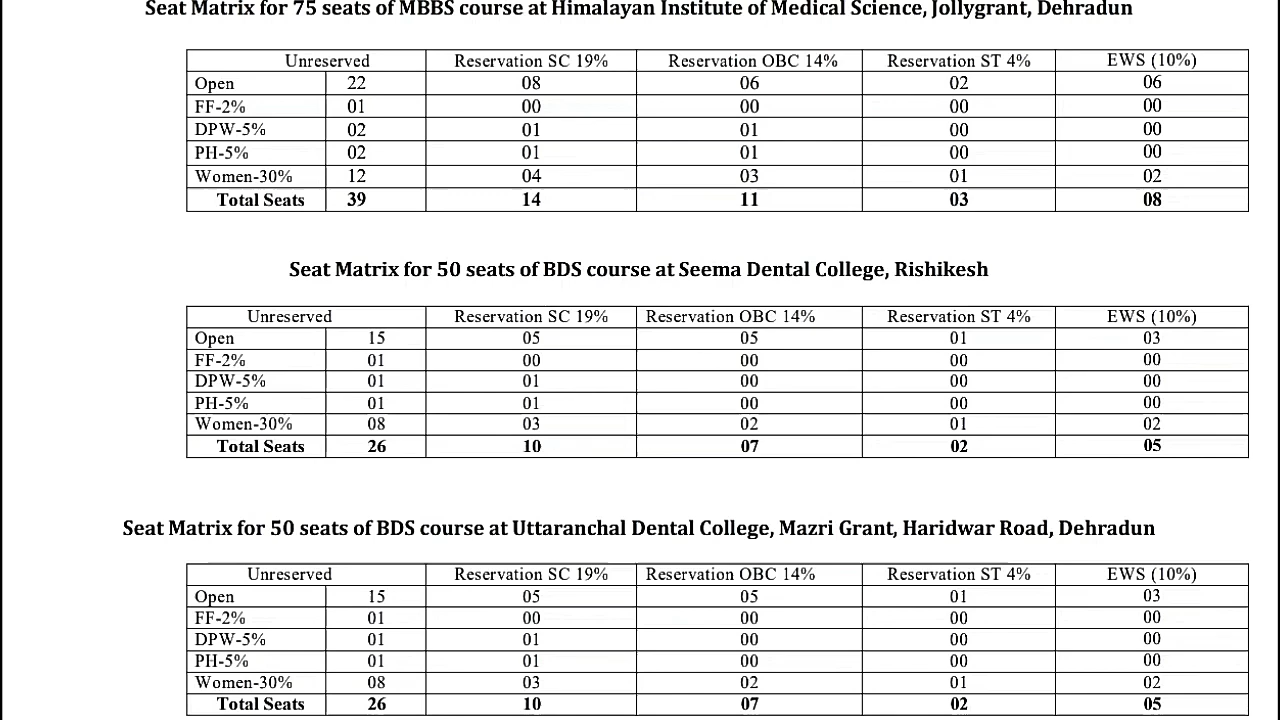 Seat Matrix for 75 seats of MBBS course at Himalayan Institute of Medical Science, Jollygrant, Dehradun
Unreserved Reservation SC 19% Reservation OBC 14% Reservation ST 4% EWS (10%)
Open 22 08 06 02 06
FF-2% 01 00 00 00 00
DPW-5% 02 01 01 00 00
PH-5% 02 01 01 00 00
Women-30% 12 04 03 01 02
Total Seats 39 14 11 03 08
Seat Matrix for 50 seats of BDS course at Seema Dental College, Rishikesh
Unreserved Reservation SC 19% Reservation OBC 14% Reservation ST 4% EWS (10%)
Open 15 05 05 01 03
FF-2% 01 00 00 00 00
DPW-5% 01 01 00 00 00
PH-5% 01 01 00 00 00
Women-30% 08 03 02 01 02
Total Seats 26 10 07 02 05
Seat Matrix for 50 seats of BDS course at Uttaranchal Dental College, Mazri Grant, Haridwar Road, Dehradun
Unreserved Reservation SC 19% Reservation OBC 14% Reservation ST 4% EWS (10%)
Open 15 05 05 01 03
FF-2% 01 00 00 00 00
DPW-5% 01 01 00 00 00
PH-5% 01 01 00 00 00
Women-30% 08 03 02 01 02
Total Seats 26 10 07 02 05